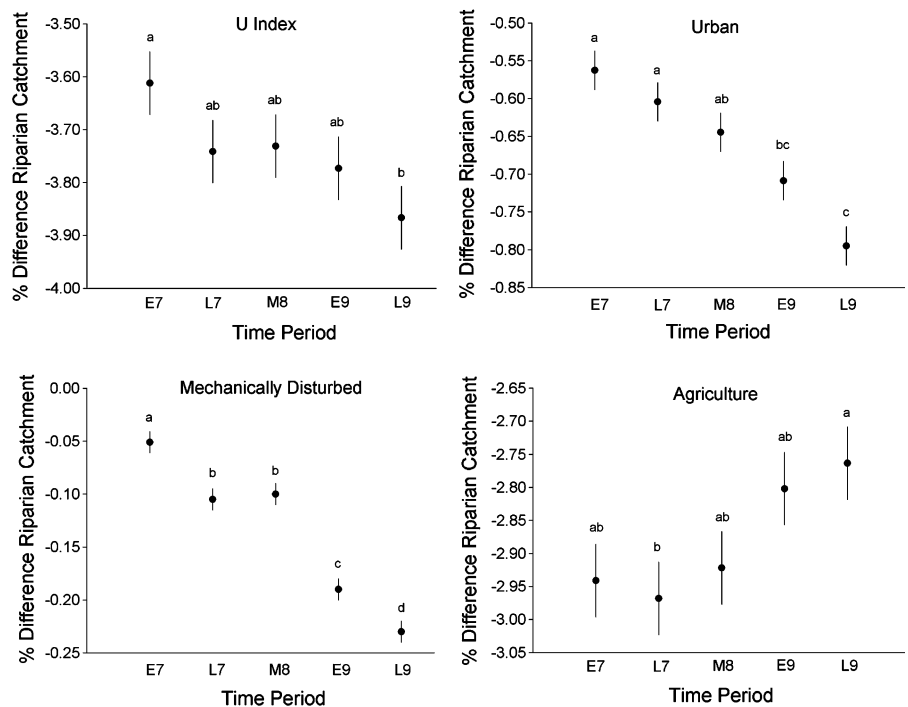 U Index
% Difference Riparian Catchment
-3.50
-3.60
-3.70
-3.80
-3.90
-4.00
a
ab
ab
ab
b
E7 L7 M8 E9 L9
Time Period
Urban
% Difference Riparian Catchment
-0.50
-0.55
-0.60
-0.65
-0.70
-0.75
-0.80
-0.85
a
a
ab
bc
c
E7 L7 M8 E9 L9
Time Period
Mechanically Disturbed
% Difference Riparian Catchment
0.00
-0.05
-0.10
-0.15
-0.20
-0.25
a
b
b
c
d
E7 L7 M8 E9 L9
Time Period
Agriculture
% Difference Riparian Catchment
-2.65
-2.70
-2.75
-2.80
-2.85
-2.90
-2.95
-3.00
-3.05
ab
b
ab
ab
a
E7 L7 M8 E9 L9
Time Period